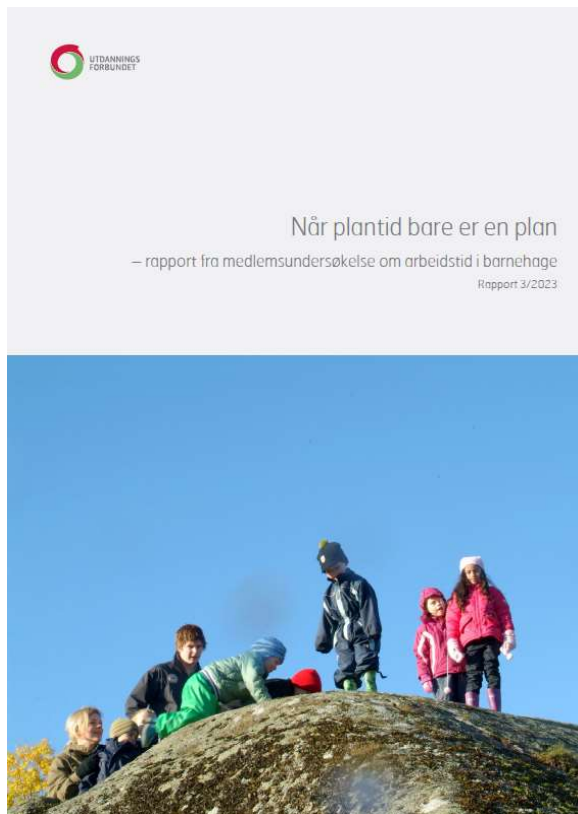 UTDANNINGS
FORBUNDET
Når plantid bare er en plan
– rapport fra medlemsundersøkelse om arbeidstid i barnehage
Rapport 3/2023